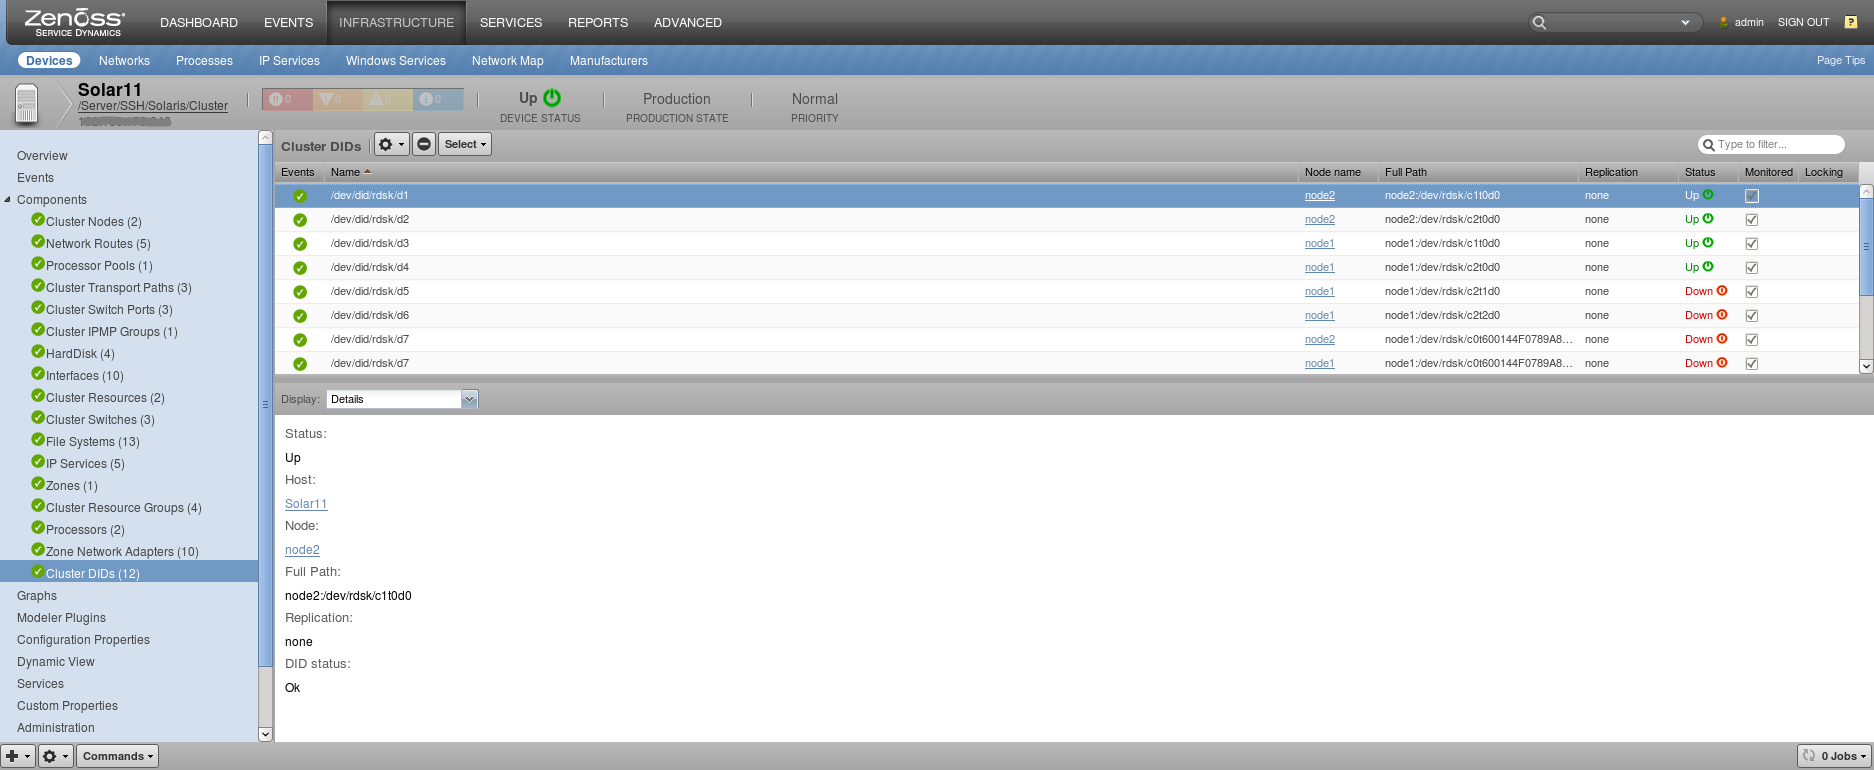 Zenoss
SERVICE DYNAMICS
DASHBOARD EVENTS INFRASTRUCTURE SERVICES REPORTS ADVANCED
admin SIGN OUT ?
Devices Networks Processes IP Services Windows Services Network Map Manufacturers
Page Tips
Solar11
/Server/SSH/Solaris/Cluster
0 0 0 0
Up
DEVICE STATUS
Production
PRODUCTION STATE
Normal
PRIORITY
Overview
Events
Components
Cluster Nodes (2)
Network Routes (5)
Processor Pools (1)
Cluster Transport Paths (3)
Cluster Switch Ports (3)
Cluster IPMP Groups (1)
HardDisk (4)
Interfaces (10)
Cluster Resources (2)
Cluster Switches (3)
File Systems (13)
IP Services (5)
Zones (1)
Cluster Resource Groups (4)
Processors (2)
Zone Network Adapters (10)
Cluster DIDs (12)
Graphs
Modeler Plugins
Configuration Properties
Dynamic View
Services
Custom Properties
Administration
Cluster DIDs Select Type to filter...
Events Name Node name Full Path Replication Status Monitored Locking
/dev/did/rdsk/d1 node2 node2:/dev/rdsk/c1t0d0 none Up
/dev/did/rdsk/d2 node2 node2:/dev/rdsk/c2t0d0 none Up
/dev/did/rdsk/d3 node1 node1:/dev/rdsk/c1t0d0 none Up
/dev/did/rdsk/d4 node1 node1:/dev/rdsk/c2t0d0 none Up
/dev/did/rdsk/d5 node1 node1:/dev/rdsk/c2t1d0 none Down
/dev/did/rdsk/d6 node1 node1:/dev/rdsk/c2t2d0 none Down
/dev/did/rdsk/d7 node2 node1:/dev/rdsk/c0t600144F0789A8... none Down
/dev/did/rdsk/d7 node1 node1:/dev/rdsk/c0t600144F0789A8... none Down
Display: Details
Status:
Up
Host:
Solar11
Node:
node2
Full Path:
node2:/dev/rdsk/c1t0d0
Replication:
none
DID status:
Ok
Commands
0 Jobs